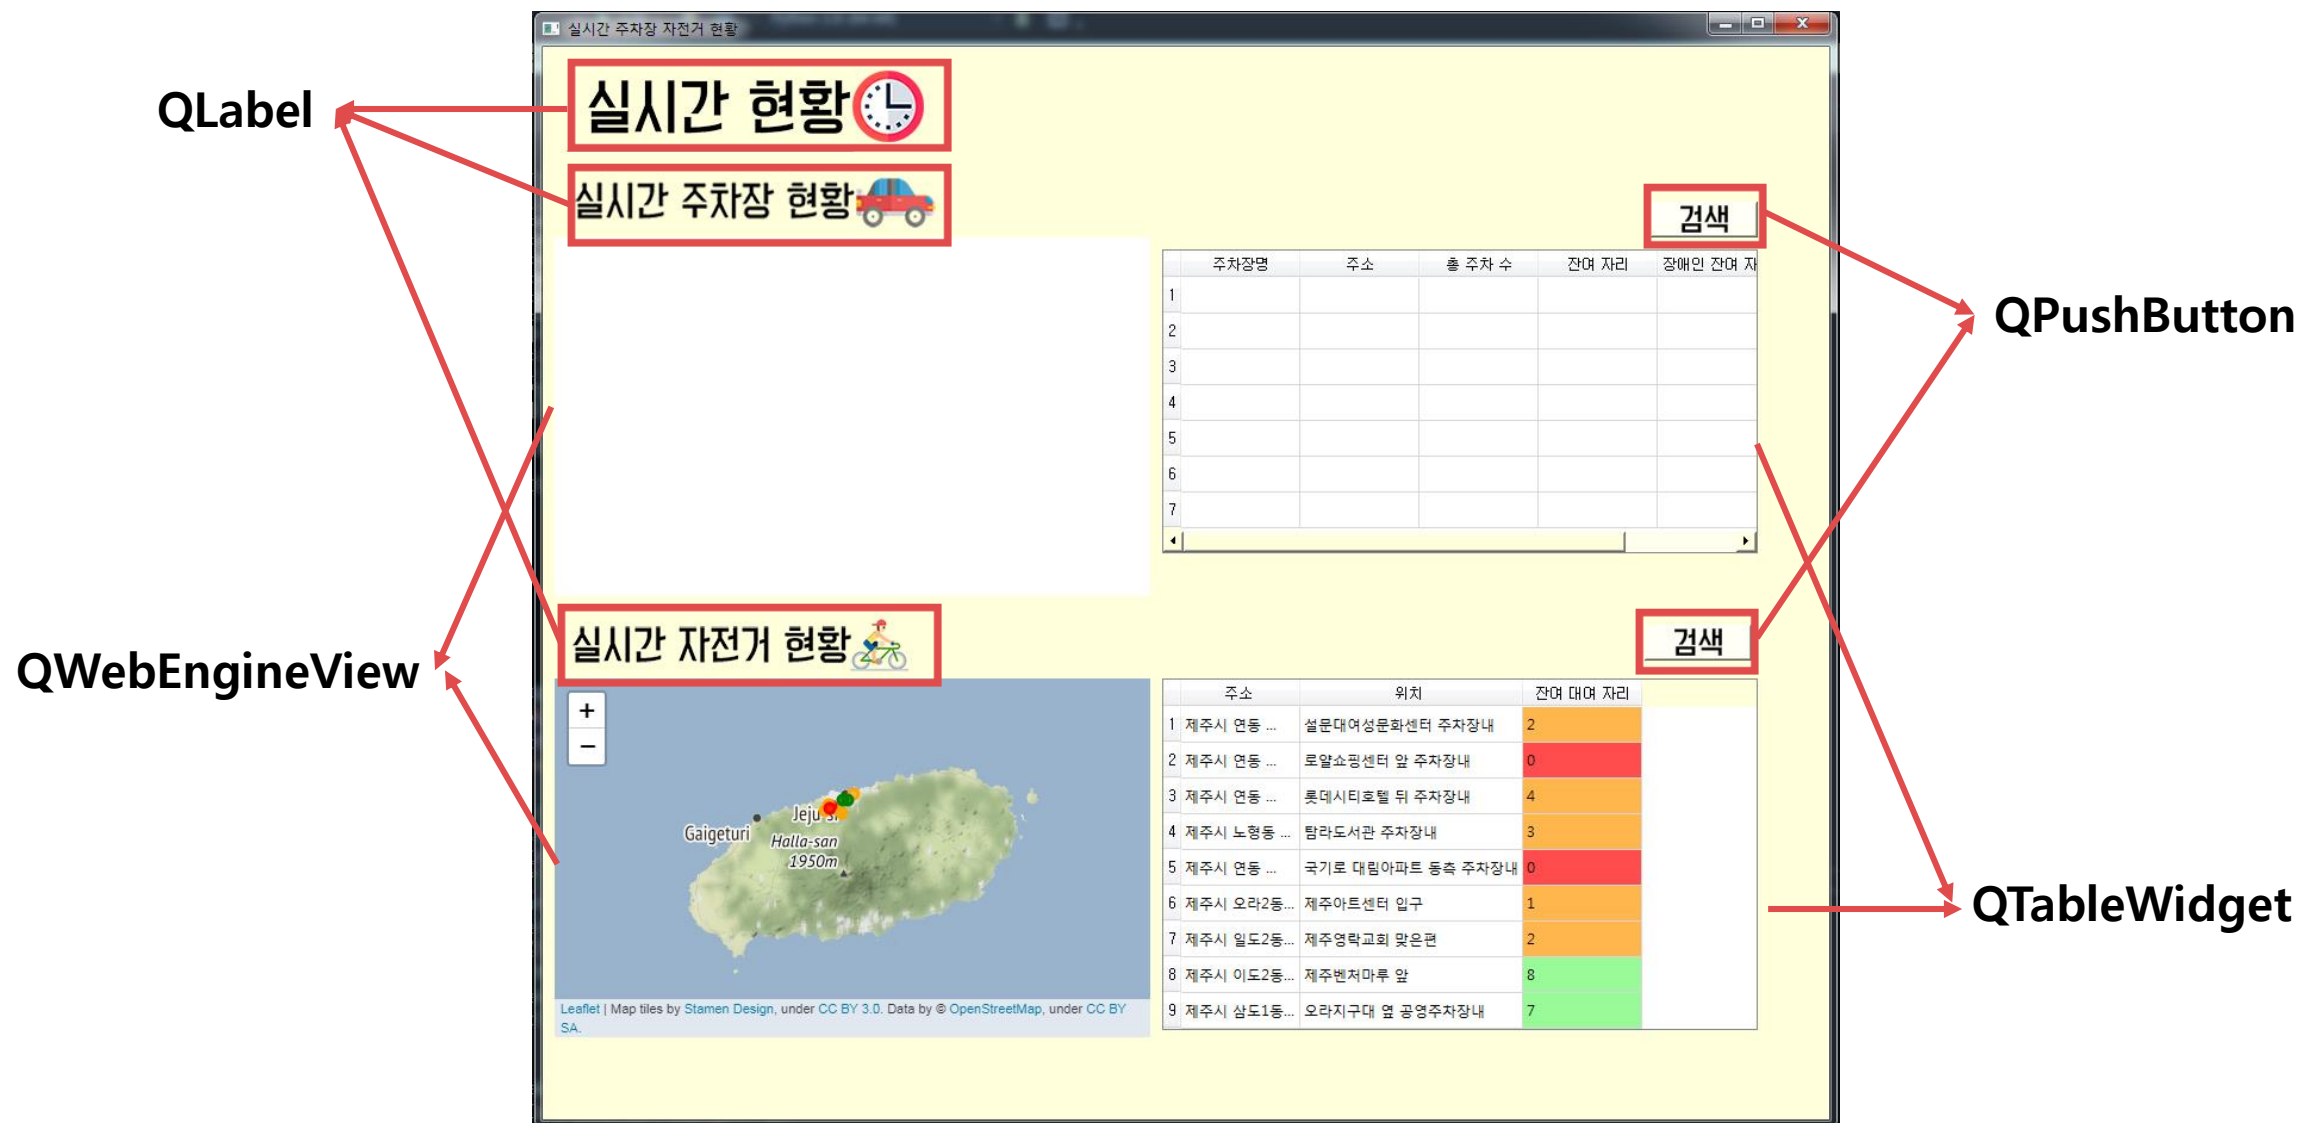 실시간 주차장 자전거 현황
QLabel
실시간 현황
실시간 주차장 현황
검색
QPushButton
주차장명 주소 총 주차 수 잔여 자리 장애인 잔여 자
1
2
3
4
5
6
7
QWebEngineView
실시간 자전거 현황
검색
+
−
Jeju-si
Gaigeturi
Halla-san
1950m
Leaflet | Map tiles by Stamen Design, under CC BY 3.0. Data by © OpenStreetMap, under CC BY
SA.
주소 위치 잔여 대여 자리
1 제주시 연동 ... 설문대여성문화센터 주차장내 2
2 제주시 연동 ... 로얄쇼핑센터 앞 주차장내 0
3 제주시 연동 ... 롯데시티호텔 뒤 주차장내 4
4 제주시 노형동 ... 탐라도서관 주차장내 3
5 제주시 연동 ... 국기로 대림아파트 동측 주차장내 0
6 제주시 오라2동... 제주아트센터 입구 1
7 제주시 일도2동... 제주영락교회 맞은편 2
8 제주시 이도2동... 제주벤처마루 앞 8
9 제주시 삼도1동... 오라지구대 옆 공영주차장내 7
QTableWidget